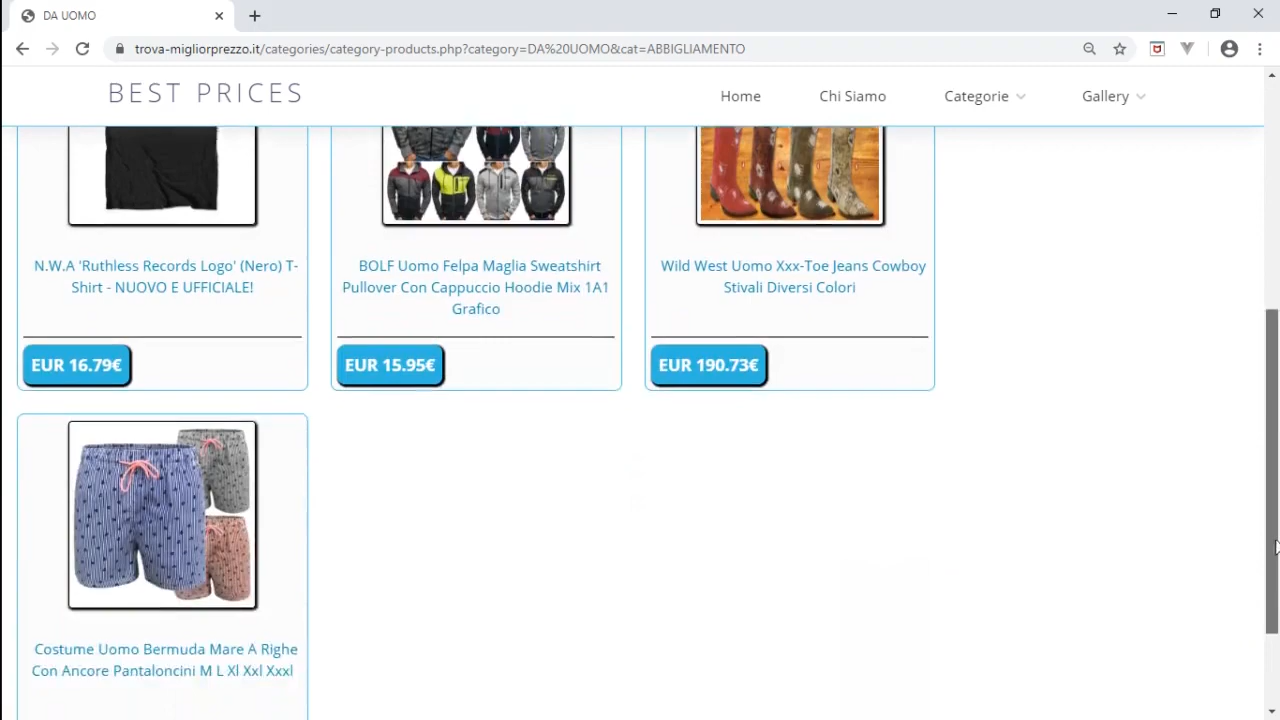 DA UOMO
trova-migliorprezzo.it/categories/category-products.php?category=DA%20UOMO&cat=ABBIGLIAMENTO
BEST PRICES
Home
Chi Siamo
Categorie
Gallery
N.W.A 'Ruthless Records Logo' (Nero) T-
Shirt - NUOVO E UFFICIALE!
EUR 16.79€
BOLF Uomo Felpa Maglia Sweatshirt
Pullover Con Cappuccio Hoodie Mix 1A1
Grafico
EUR 15.95€
Wild West Uomo Xxx-Toe Jeans Cowboy
Stivali Diversi Colori
EUR 190.73€
Costume Uomo Bermuda Mare A Righe
Con Ancore Pantaloncini M L Xl Xxl Xxxl